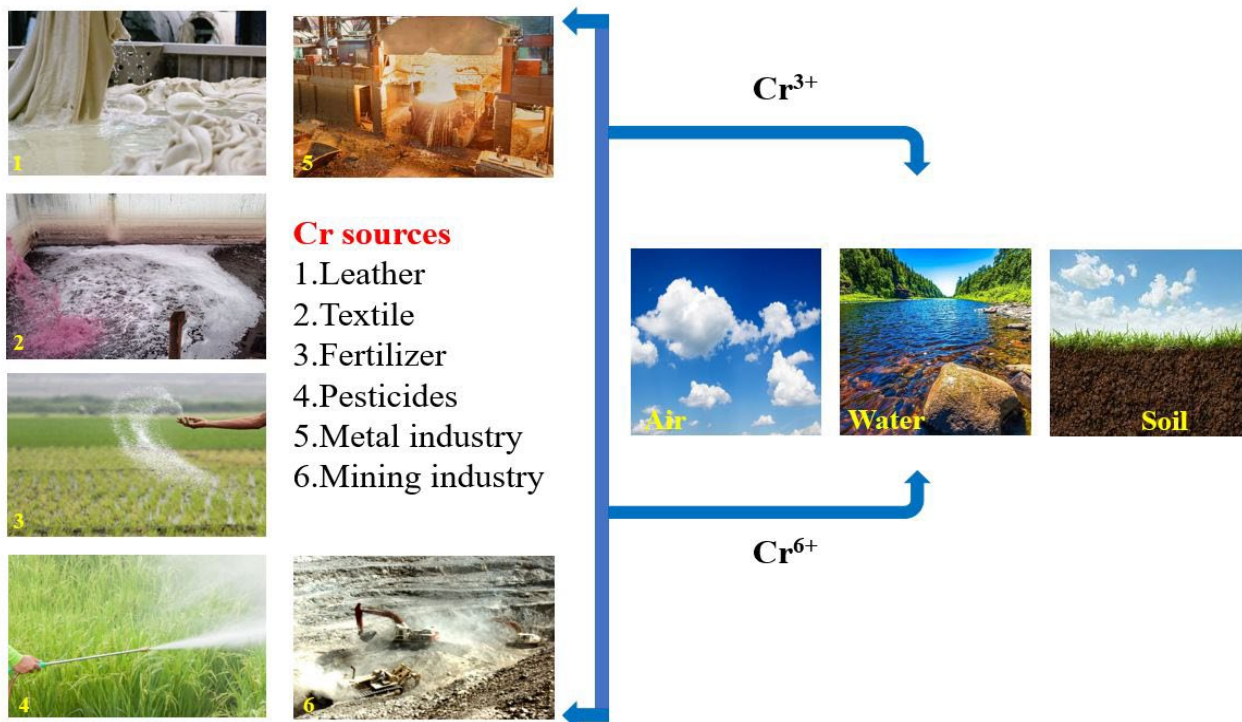 1
5
Cr³⁺
2
Cr sources
1.Leather
2.Textile
3.Fertilizer
4.Pesticides
5.Metal industry
6.Mining industry
Air
Water
Soil
3
Cr⁶⁺
4
6